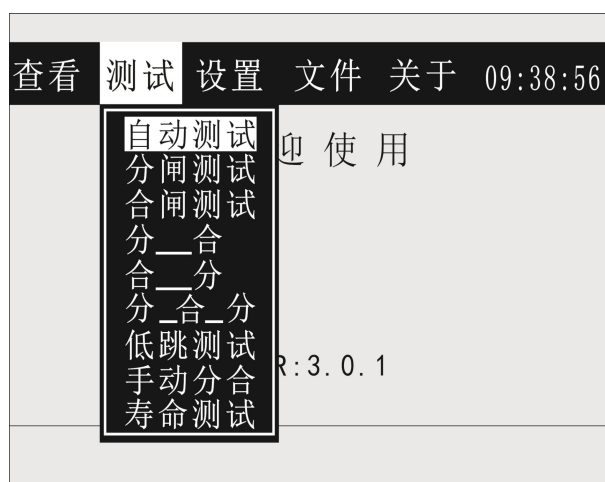 查看 测试 设置 文件 关于 09:38:56
自动测试
迎使用
分闸测试
合闸测试
分__合
合__分
分_合_分
低跳测试
R:3.0.1
手动分合
寿命测试